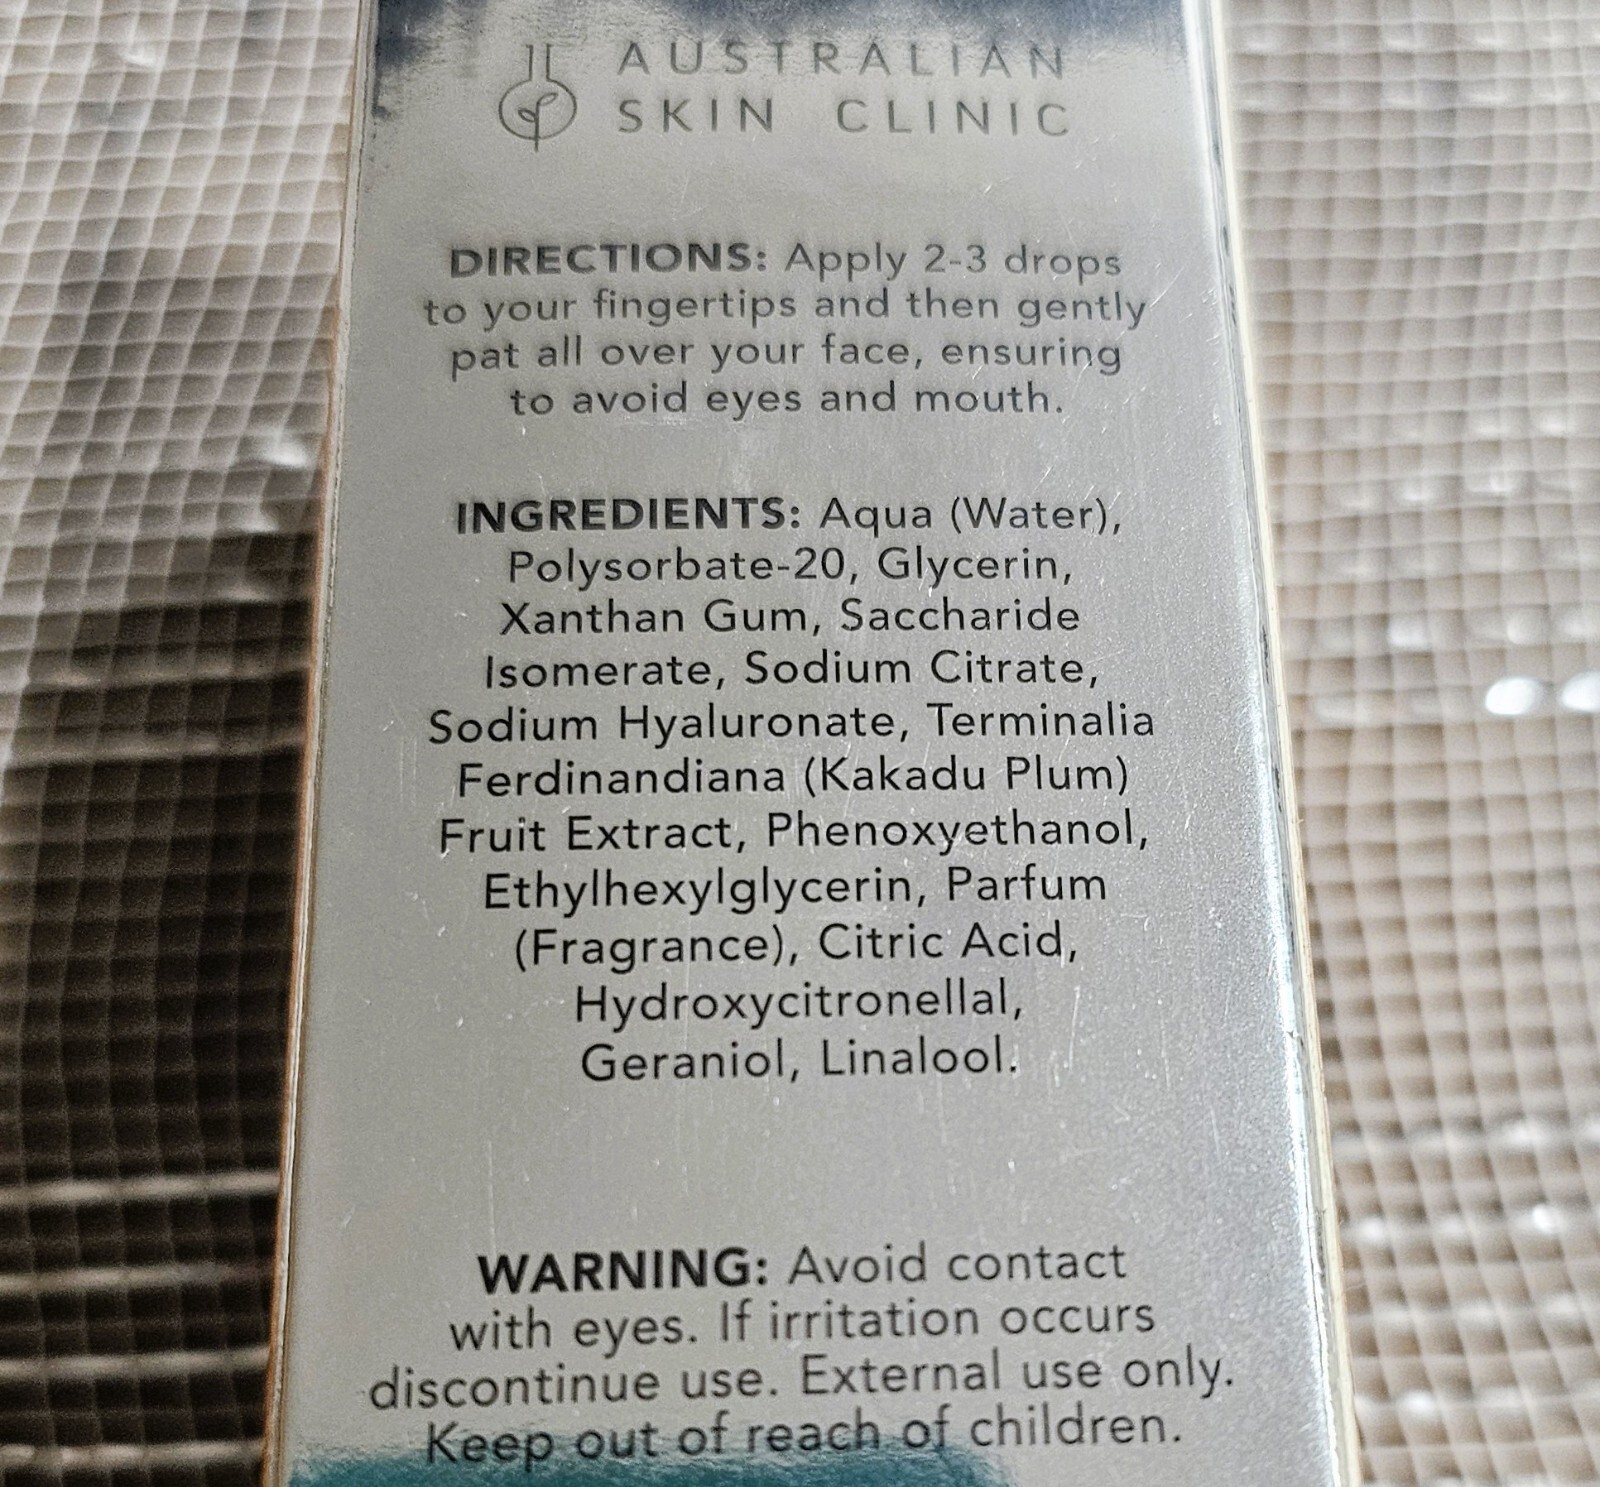 AUSTRALIAN
SKIN CLINIC
DIRECTIONS: Apply 2-3 drops
to your fingertips and then gently
pat all over your face, ensuring
to avoid eyes and mouth.
INGREDIENTS: Aqua (Water),
Polysorbate-20, Glycerin,
Xanthan Gum, Saccharide
Isomerate, Sodium Citrate,
Sodium Hyaluronate, Terminalia
Ferdinandiana (Kakadu Plum)
Fruit Extract, Phenoxyethanol,
Ethylhexylglycerin, Parfum
(Fragrance), Citric Acid,
Hydroxycitronellal,
Geraniol, Linalool.
WARNING: Avoid contact
with eyes. If irritation occurs
discontinue use. External use only.
Keep out of reach of children.